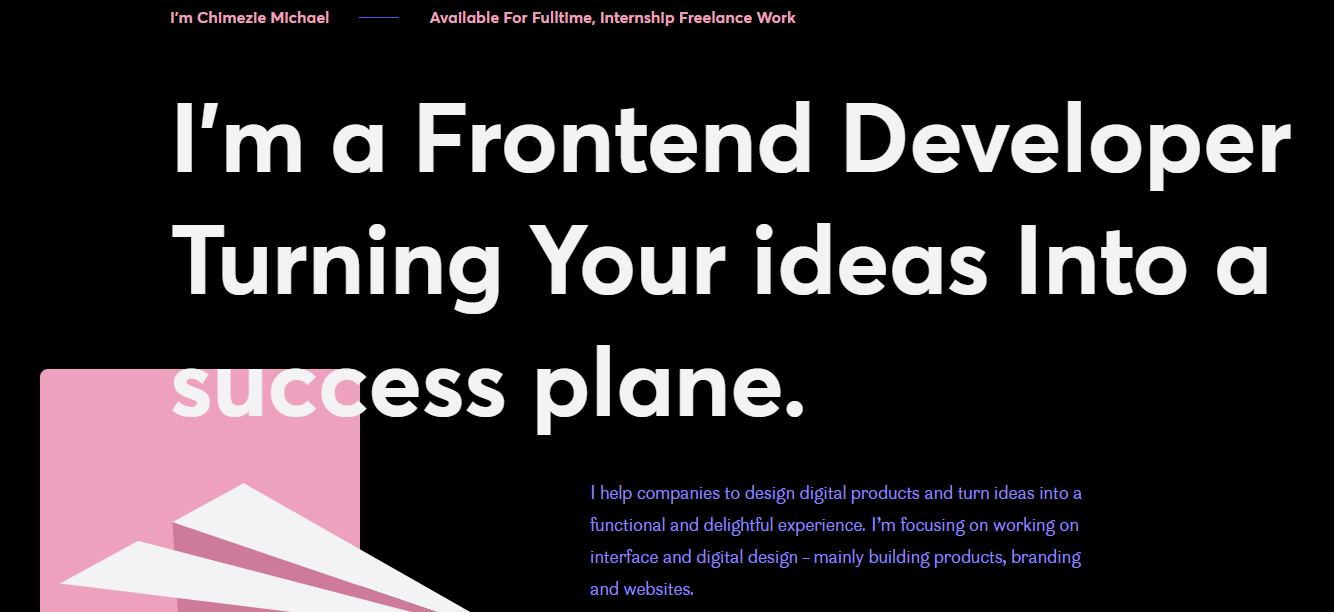 I'm Chimezie Michael
Available For Fulltime, Internship Freelance Work
I'm a Frontend Developer
Turning Your ideas Into a
success plane.
I help companies to design digital products and turn ideas into a
functional and delightful experience. I'm focusing on working on
interface and digital design – mainly building products, branding
and websites.